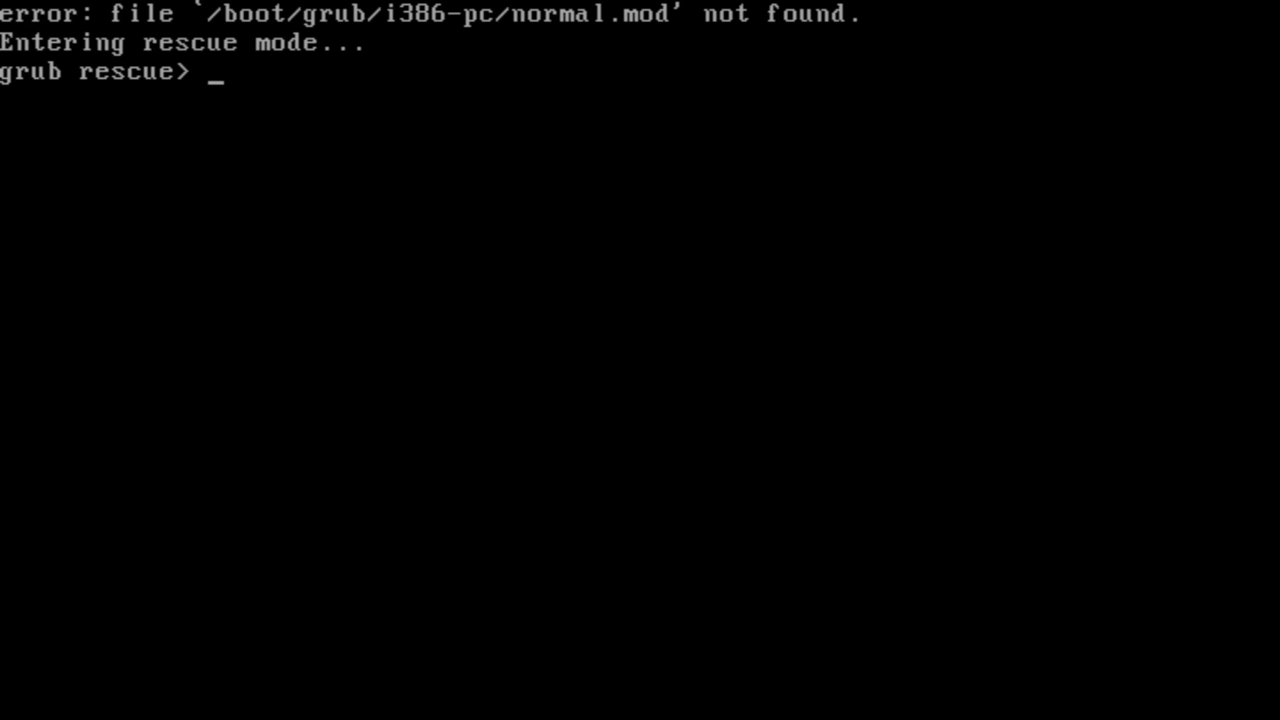 error: file `/boot/grub/i386-pc/normal.mod' not found.
Entering rescue mode...
grub rescue> _